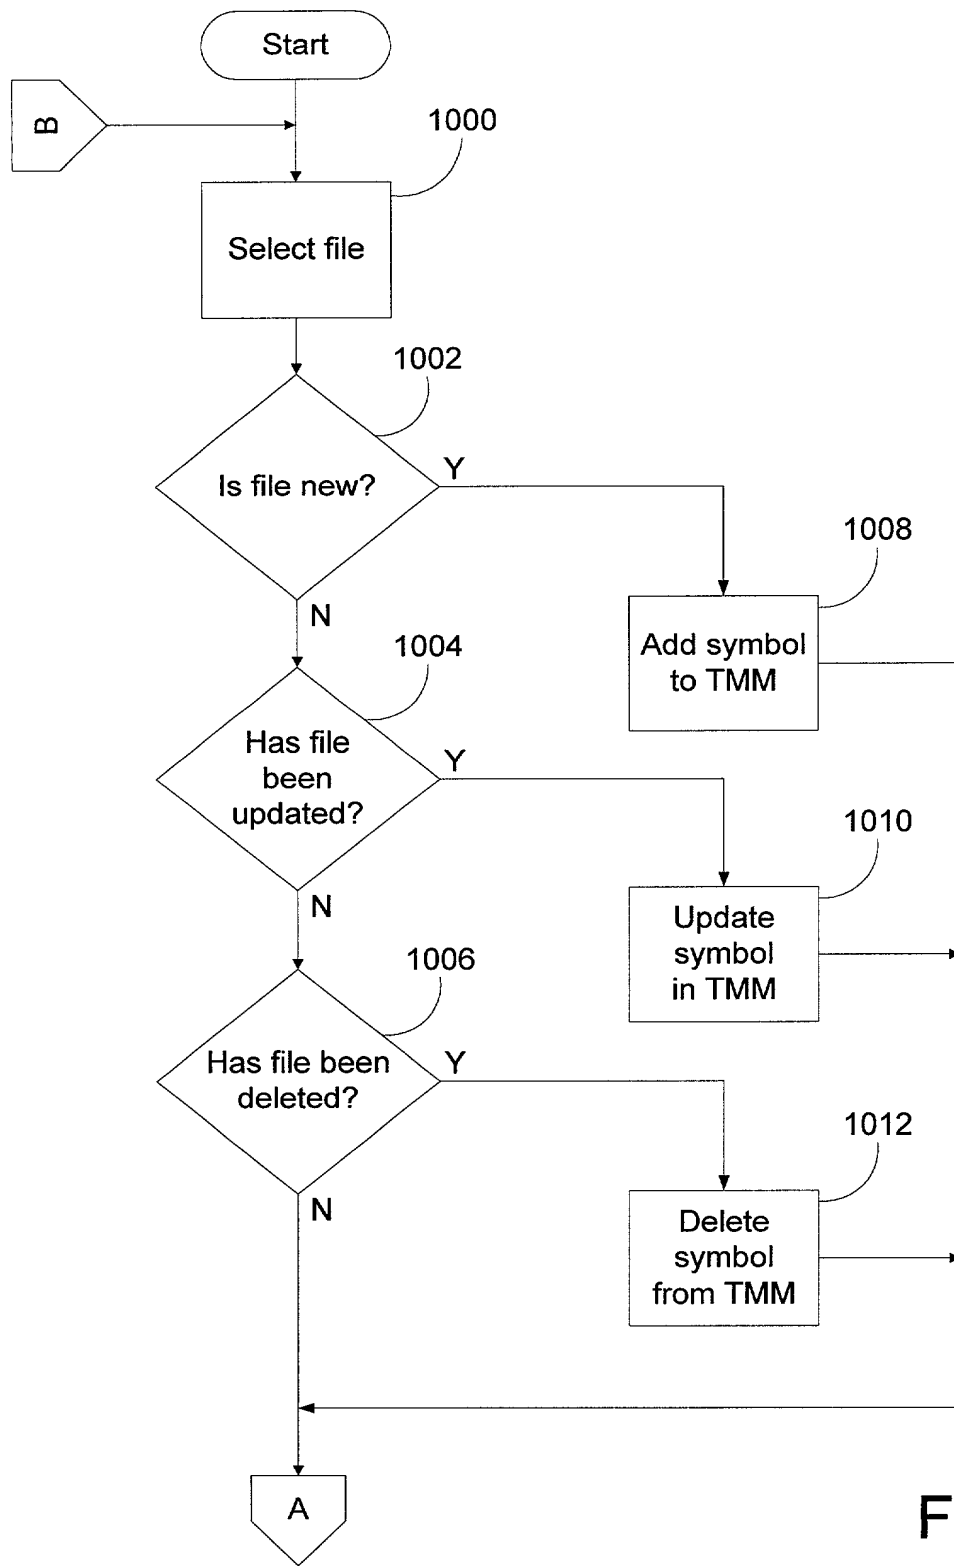 Start
B
1000
Select file
1002
Is file new?
Y
N
1008
Add symbol
to TMM
1004
Has file
been
updated?
Y
N
1010
Update
symbol
in TMM
1006
Has file been
deleted?
Y
N
1012
Delete
symbol
from TMM
A
F